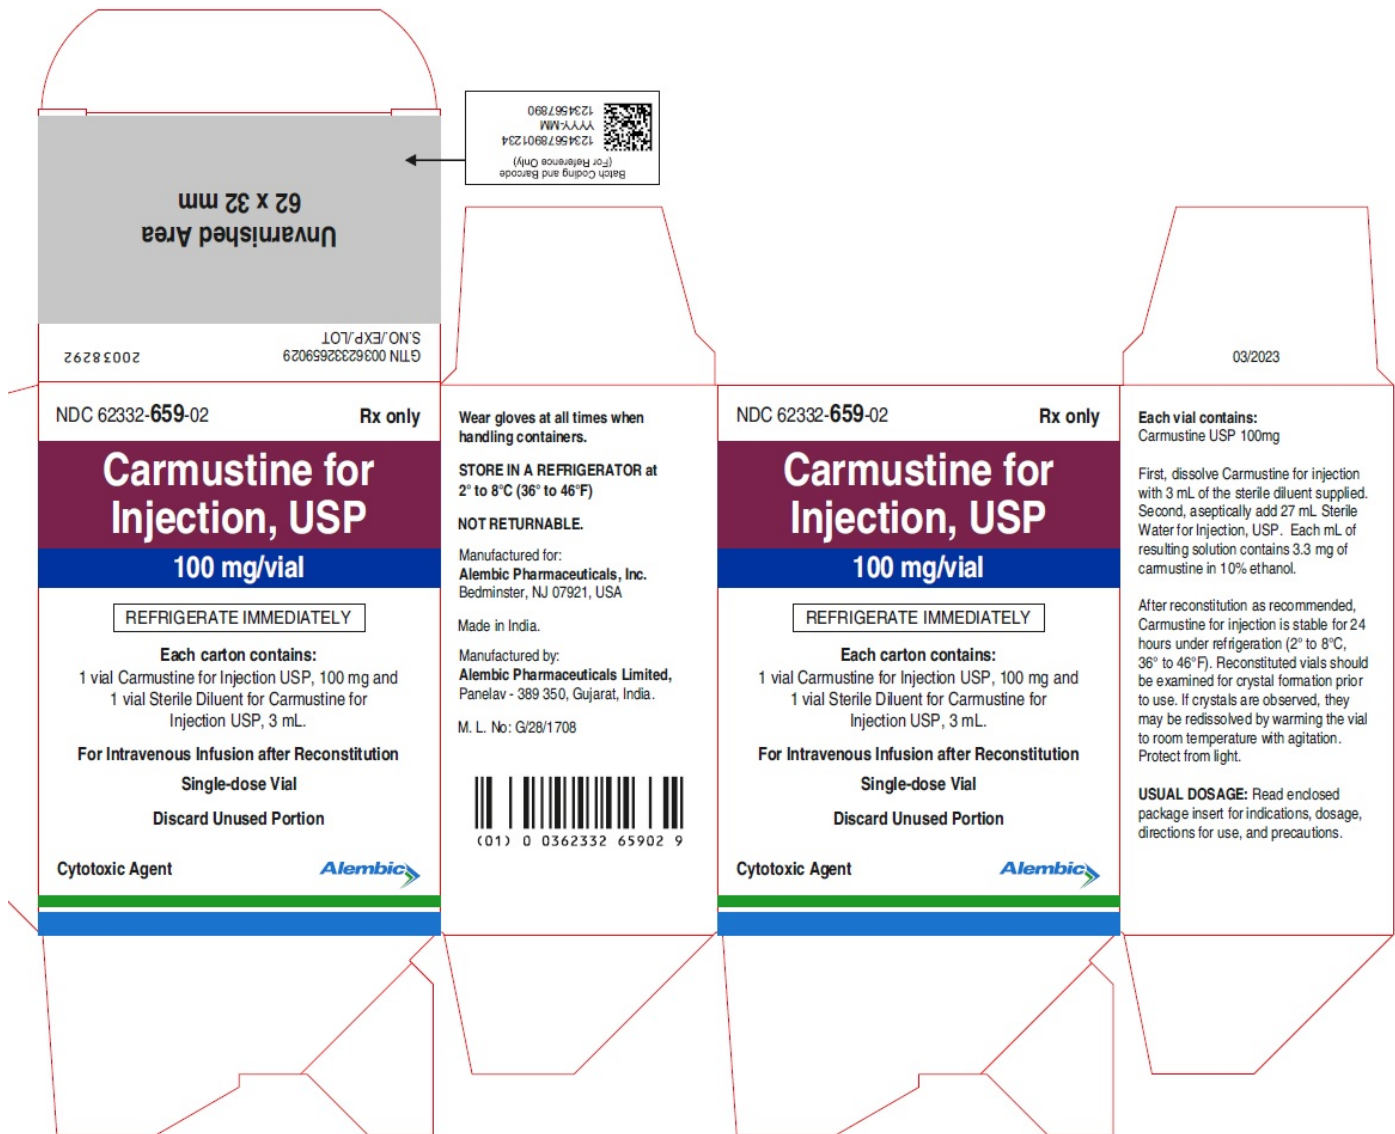 Batch Coding and Barcode
(For Reference Only)
12345678901234
YYYY-MM
1234567890
Unvarnished Area
62 x 32 mm
GTIN 00362332659029
S.NO./EXP./LOT
20038292
NDC 62332-659-02 Rx only
Carmustine for
Injection, USP
100 mg/vial
REFRIGERATE IMMEDIATELY
Each carton contains:
1 vial Carmustine for Injection USP, 100 mg and
1 vial Sterile Diluent for Carmustine for
Injection USP, 3 mL.
For Intravenous Infusion after Reconstitution
Single-dose Vial
Discard Unused Portion
Cytotoxic Agent
Alembic
Wear gloves at all times when
handling containers.
STORE IN A REFRIGERATOR at
2° to 8°C (36° to 46°F)
NOT RETURNABLE.
Manufactured for:
Alembic Pharmaceuticals, Inc.
Bedminster, NJ 07921, USA
Made in India.
Manufactured by:
Alembic Pharmaceuticals Limited,
Panelav - 389 350, Gujarat, India.
M. L. No: G/28/1708
(01) 0 0362332 65902 9
NDC 62332-659-02 Rx only
Carmustine for
Injection, USP
100 mg/vial
REFRIGERATE IMMEDIATELY
Each carton contains:
1 vial Carmustine for Injection USP, 100 mg and
1 vial Sterile Diluent for Carmustine for
Injection USP, 3 mL.
For Intravenous Infusion after Reconstitution
Single-dose Vial
Discard Unused Portion
Cytotoxic Agent
Alembic
03/2023
Each vial contains:
Carmustine USP 100mg
First, dissolve Carmustine for injection
with 3 mL of the sterile diluent supplied.
Second, aseptically add 27 mL Sterile
Water for Injection, USP. Each mL of
resulting solution contains 3.3 mg of
carmustine in 10% ethanol.
After reconstitution as recommended,
Carmustine for injection is stable for 24
hours under refrigeration (2° to 8°C,
36° to 46°F). Reconstituted vials should
be examined for crystal formation prior
to use. If crystals are observed, they
may be redissolved by warming the vial
to room temperature with agitation.
Protect from light.
USUAL DOSAGE: Read enclosed
package insert for indications, dosage,
directions for use, and precautions.